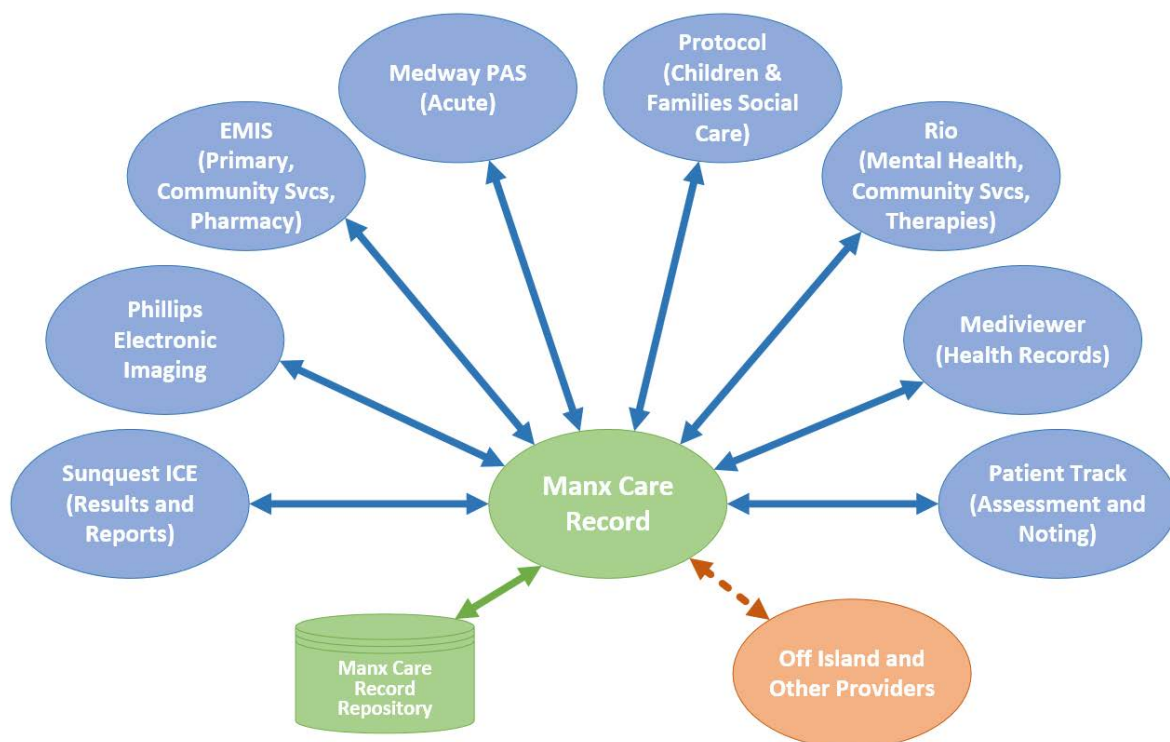 Protocol
(Children &
Families Social
Care)
Medway PAS
(Acute)
EMIS
(Primary,
Community Svcs,
Pharmacy)
Rio
(Mental Health,
Community Svcs,
Therapies)
Phillips
Electronic
Imaging
Mediviewer
(Health Records)
Sunquest ICE
(Results and
Reports)
Manx Care
Record
Patient Track
(Assessment and
Noting)
Manx Care
Record
Repository
Off Island and
Other Providers